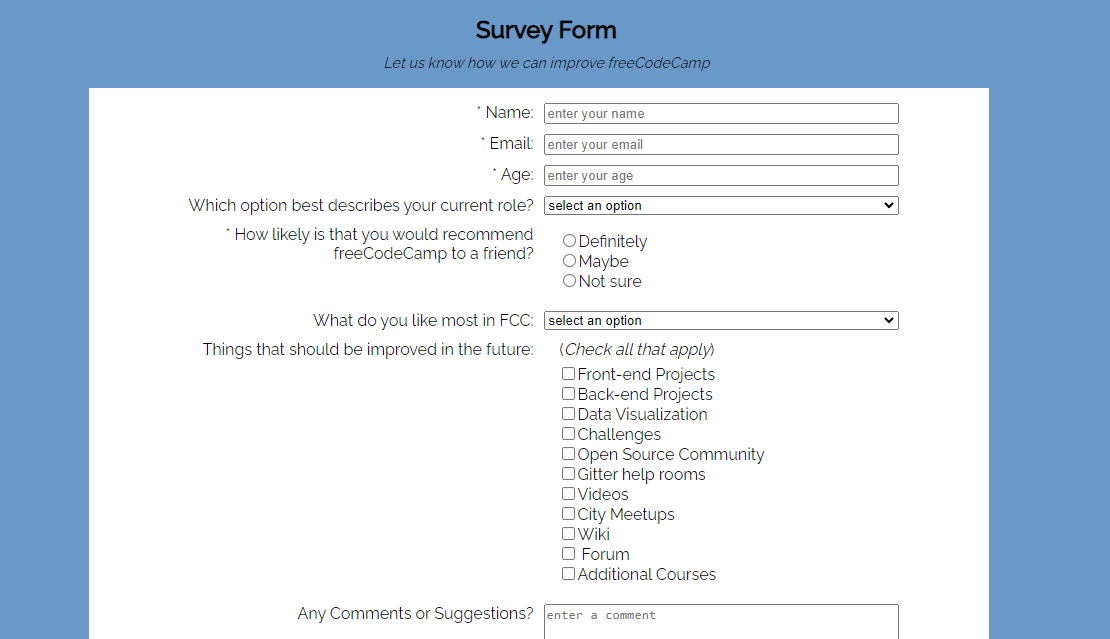 Survey Form
Let us know how we can improve freeCodeCamp
* Name: enter your name
* Email: enter your email
* Age: enter your age
Which option best describes your current role? select an option
* How likely is that you would recommend
freeCodeCamp to a friend?
Definitely
Maybe
Not sure
What do you like most in FCC: select an option
Things that should be improved in the future: (Check all that apply)
Front-end Projects
Back-end Projects
Data Visualization
Challenges
Open Source Community
Gitter help rooms
Videos
City Meetups
Wiki
Forum
Additional Courses
Any Comments or Suggestions? enter a comment